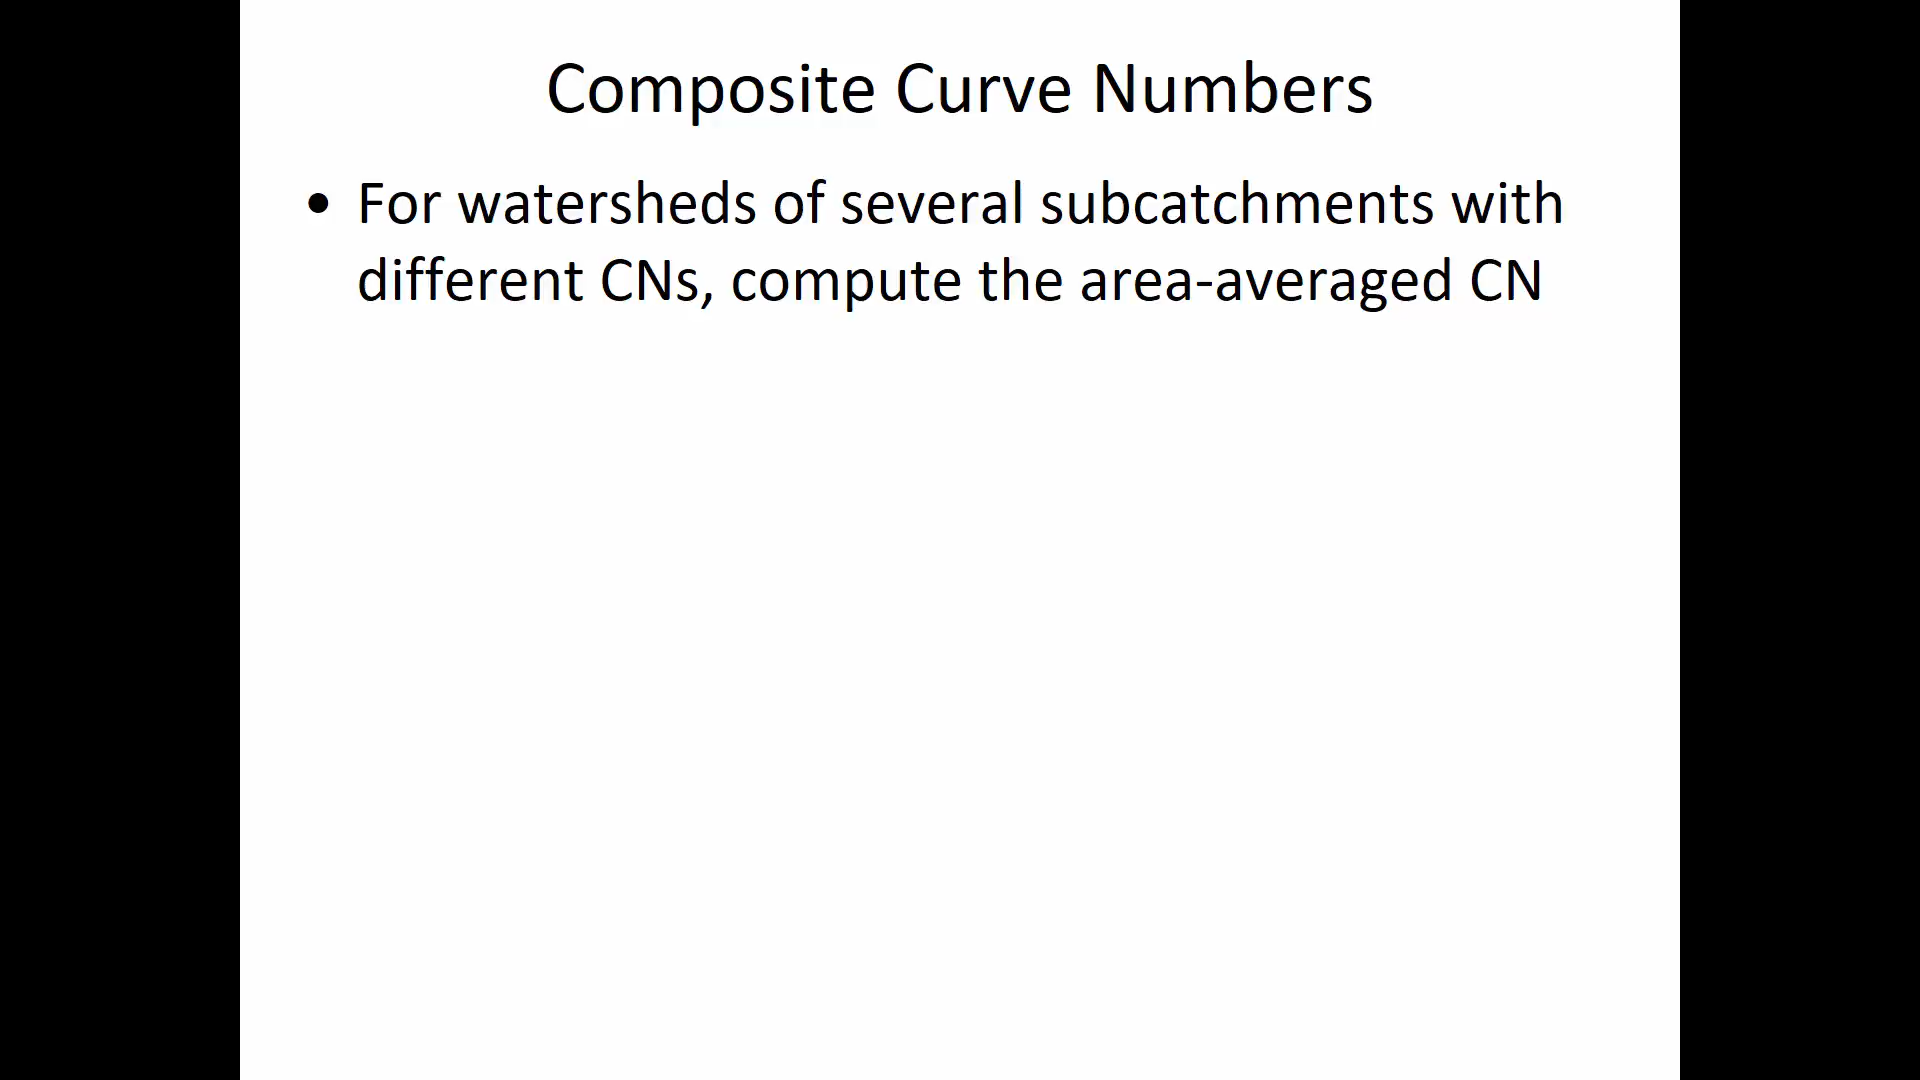 Composite Curve Numbers
• For watersheds of several subcatchments with
different CNs, compute the area-averaged CN